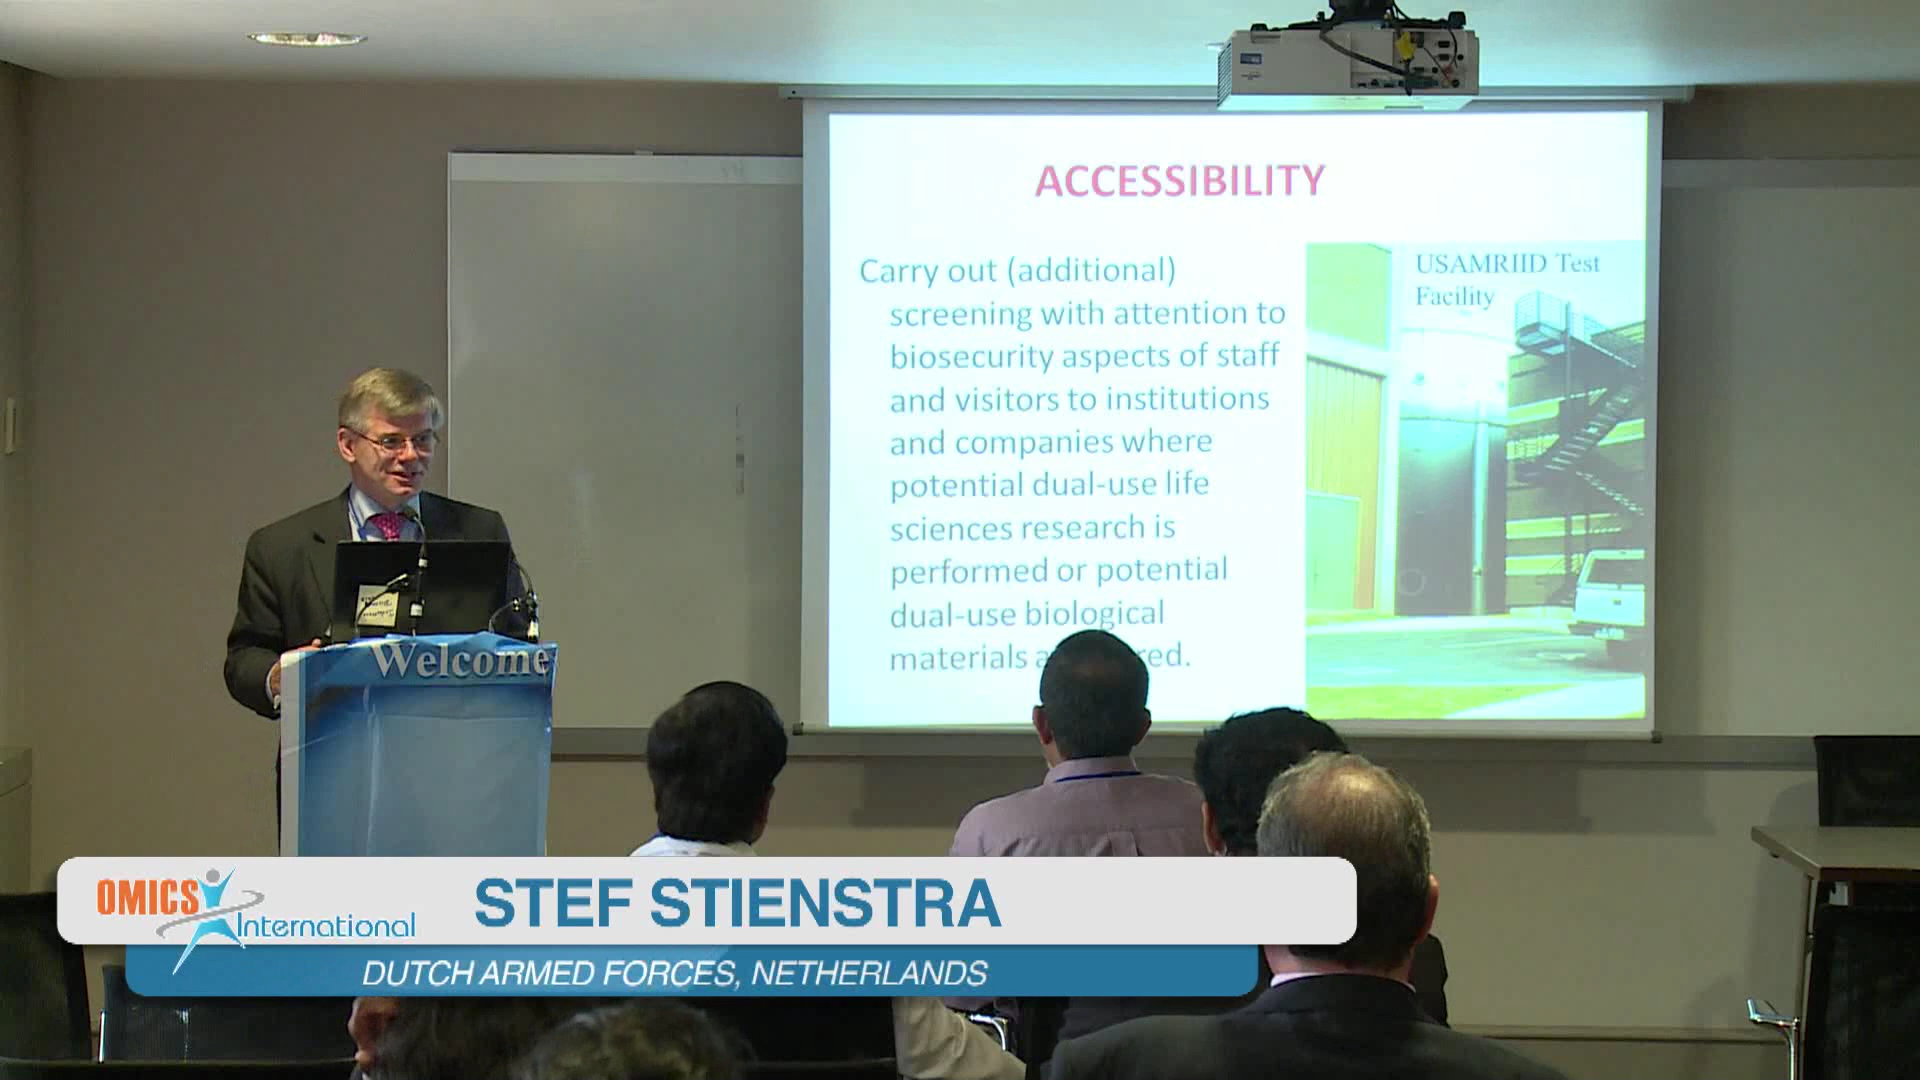 ACCESSIBILITY
Carry out (additional)
screening with attention to
biosecurity aspects of staff
and visitors to institutions
and companies where
potential dual-use life
sciences research is
performed or potential
dual-use biological
materials
USAMRIID Test
Facility
Welcome
OMICS
International
STEF STIENSTRA
DUTCH ARMED FORCES, NETHERLANDS